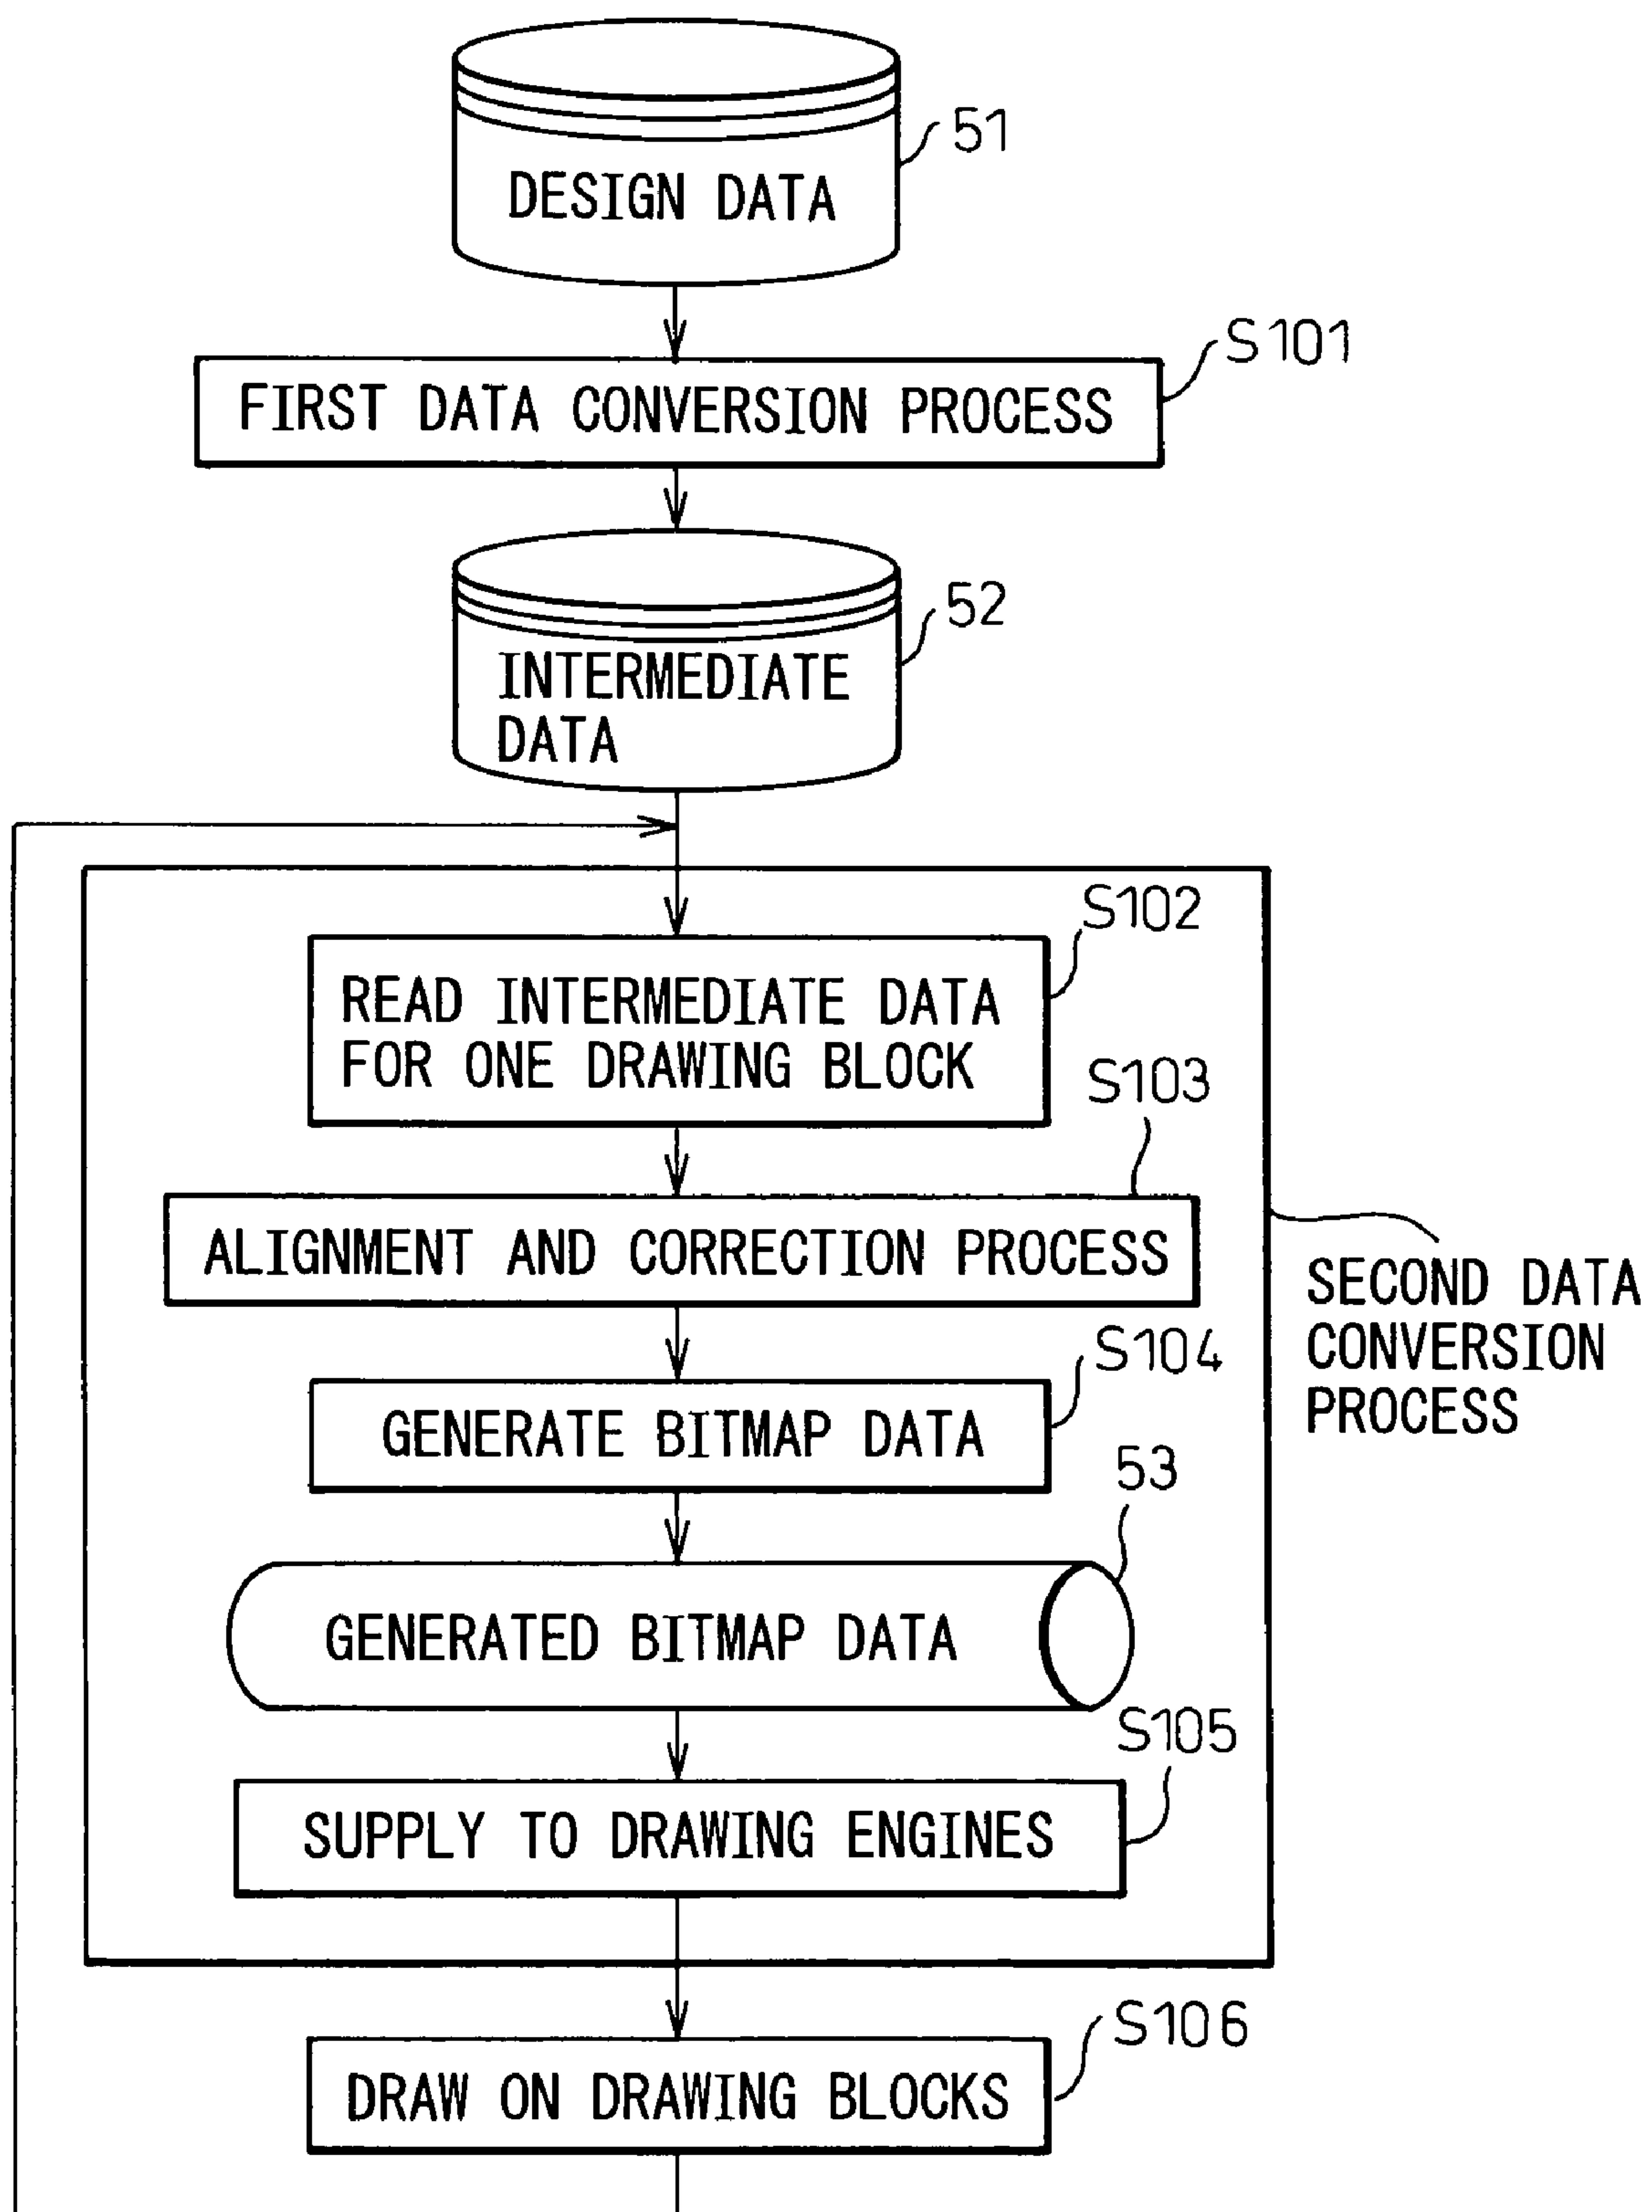 51
DESIGN DATA
S101
FIRST DATA CONVERSION PROCESS
52
INTERMEDIATE
DATA
S102
READ INTERMEDIATE DATA
FOR ONE DRAWING BLOCK
S103
ALIGNMENT AND CORRECTION PROCESS
SECOND DATA
CONVERSION
PROCESS
S104
GENERATE BITMAP DATA
53
GENERATED BITMAP DATA
S105
SUPPLY TO DRAWING ENGINES
S106
DRAW ON DRAWING BLOCKS